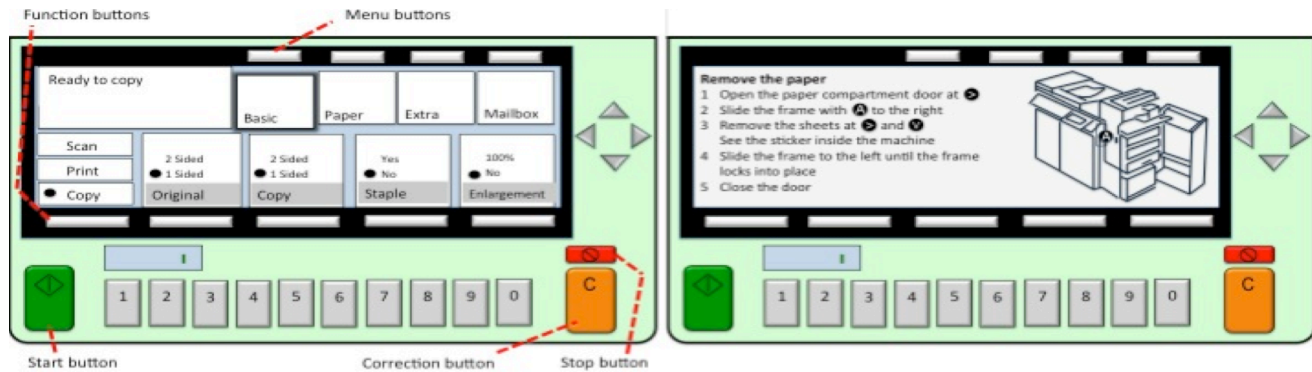 Function buttons
Menu buttons
Ready to copy
Basic
Paper
Extra
Mailbox
Scan
Print
Copy
2 Sided
1 Sided
Original
2 Sided
1 Sided
Copy
Yes
No
Staple
100%
No
Enlargement
1 2 3 4 5 6 7 8 9 0
C
Start button
Correction button
Stop button
Remove the paper
1 Open the paper compartment door at
2 Slide the frame with A to the right
3 Remove the sheets at and
See the sticker inside the machine
4 Slide the frame to the left until the frame
locks into place
5 Close the door
A
1 2 3 4 5 6 7 8 9 0
C